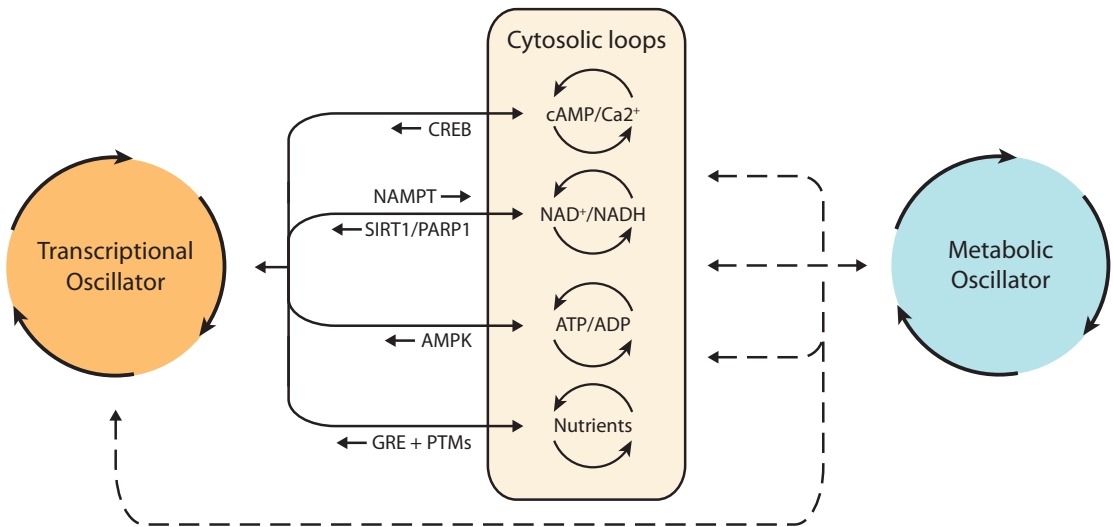 Cytosolic loops
cAMP/Ca2⁺
CREB
NAMPT
NAD⁺/NADH
SIRT1/PARP1
Transcriptional
Oscillator
Metabolic
Oscillator
ATP/ADP
AMPK
Nutrients
GRE + PTMs